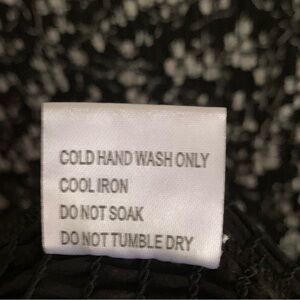 COLD HAND WASH ONLY
COOL IRON
DO NOT SOAK
DO NOT TUMBLE DRY